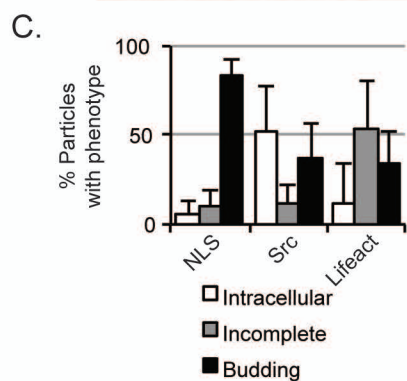 C.
% Particles
with phenotype
100
50
0
NLS
Src
Lifeact
Intracellular
Incomplete
Budding